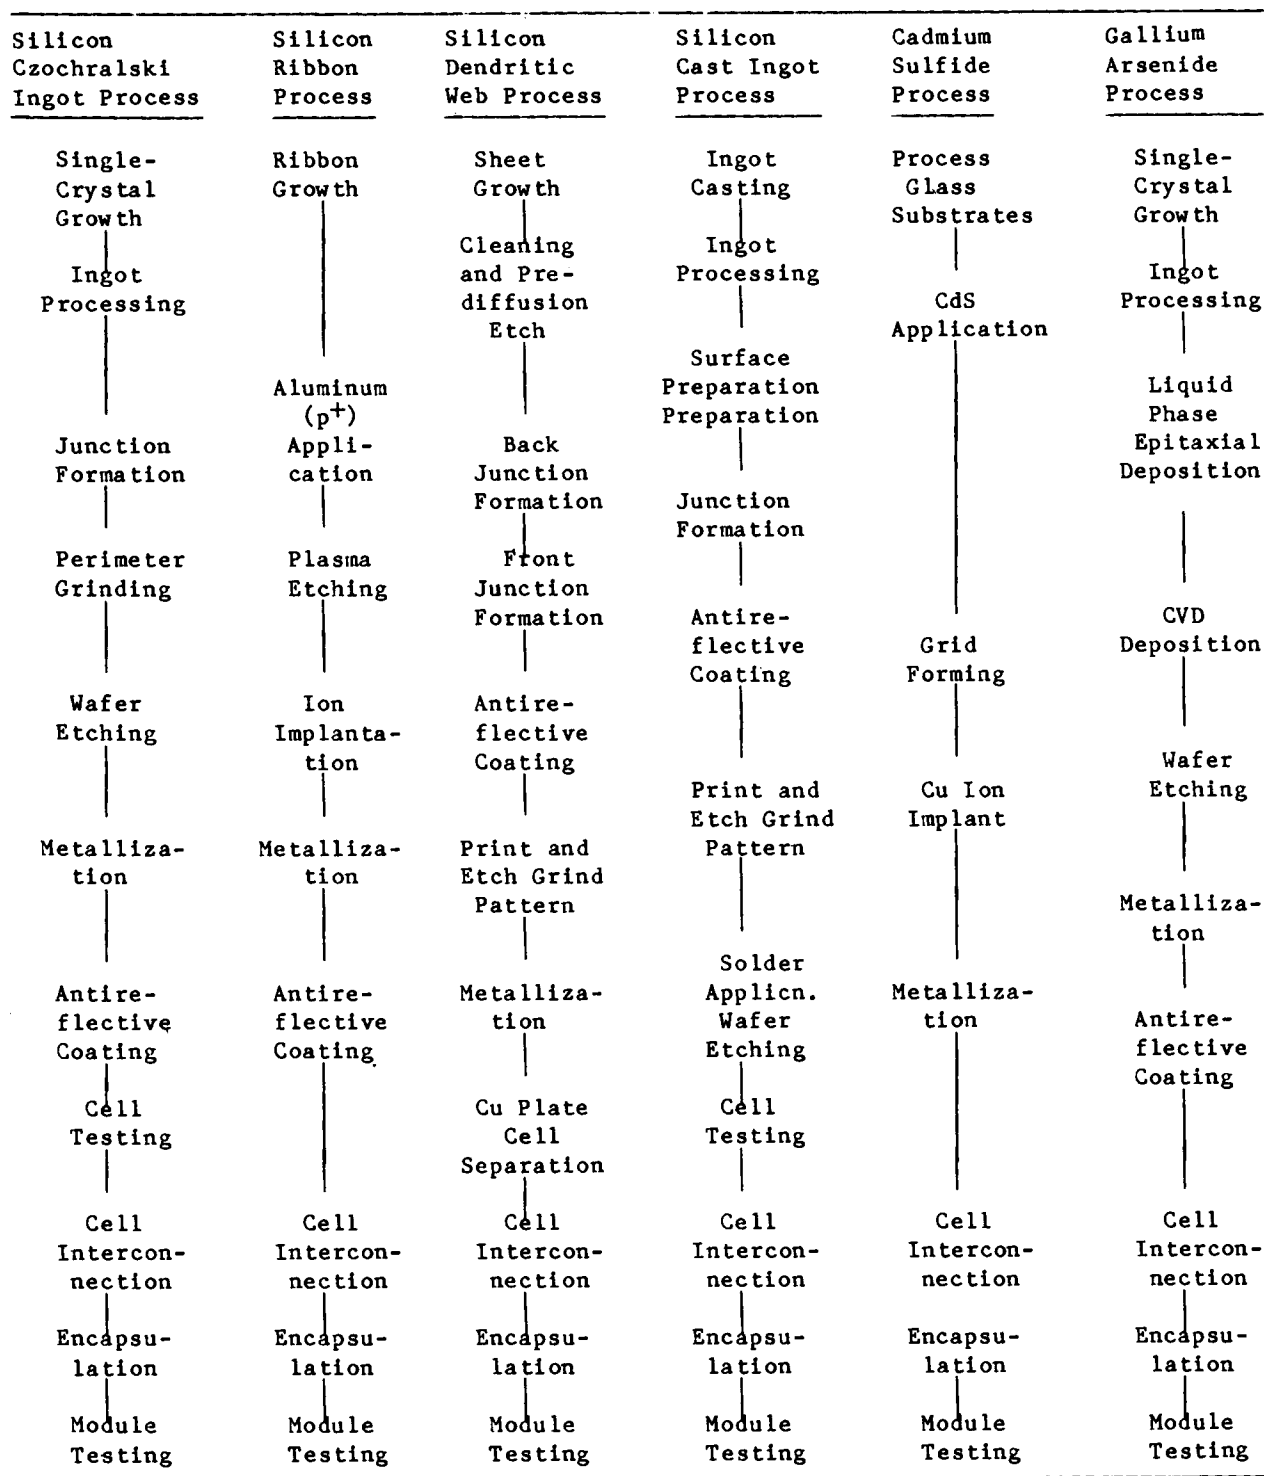 Silicon
Czochralski
Ingot Process
Silicon
Ribbon
Process
Silicon
Dendritic
Web Process
Silicon
Cast Ingot
Process
Cadmium
Sulfide
Process
Gallium
Arsenide
Process
Single-
Crystal
Growth
Ingot
Processing
Junction
Formation
Perimeter
Grinding
Wafer
Etching
Metalliza-
tion
Antire-
flective
Coating
Cell
Testing
Cell
Intercon-
nection
Encapsu-
lation
Module
Testing
Ribbon
Growth
Aluminum
(p+)
Appli-
cation
Plasma
Etching
Ion
Implanta-
tion
Metalliza-
tion
Antire-
flective
Coating
Cell
Intercon-
nection
Encapsu-
lation
Module
Testing
Sheet
Growth
Cleaning
and Pre-
diffusion
Etch
Back
Junction
Formation
Front
Junction
Formation
Antire-
flective
Coating
Print and
Etch Grind
Pattern
Metalliza-
tion
Cu Plate
Cell
Separation
Cell
Intercon-
nection
Encapsu-
lation
Module
Testing
Ingot
Casting
Ingot
Processing
Surface
Preparation
Preparation
Junction
Formation
Antire-
flective
Coating
Print and
Etch Grind
Pattern
Solder
Applicn.
Wafer
Etching
Cell
Testing
Cell
Intercon-
nection
Encapsu-
lation
Module
Testing
Process
Glass
Substrates
CdS
Application
Grid
Forming
Cu Ion
Implant
Metalliza-
tion
Cell
Intercon-
nection
Encapsu-
lation
Module
Testing
Single-
Crystal
Growth
Ingot
Processing
Liquid
Phase
Epitaxial
Deposition
CVD
Deposition
Wafer
Etching
Metalliza-
tion
Antire-
flective
Coating
Cell
Intercon-
nection
Encapsu-
lation
Module
Testing